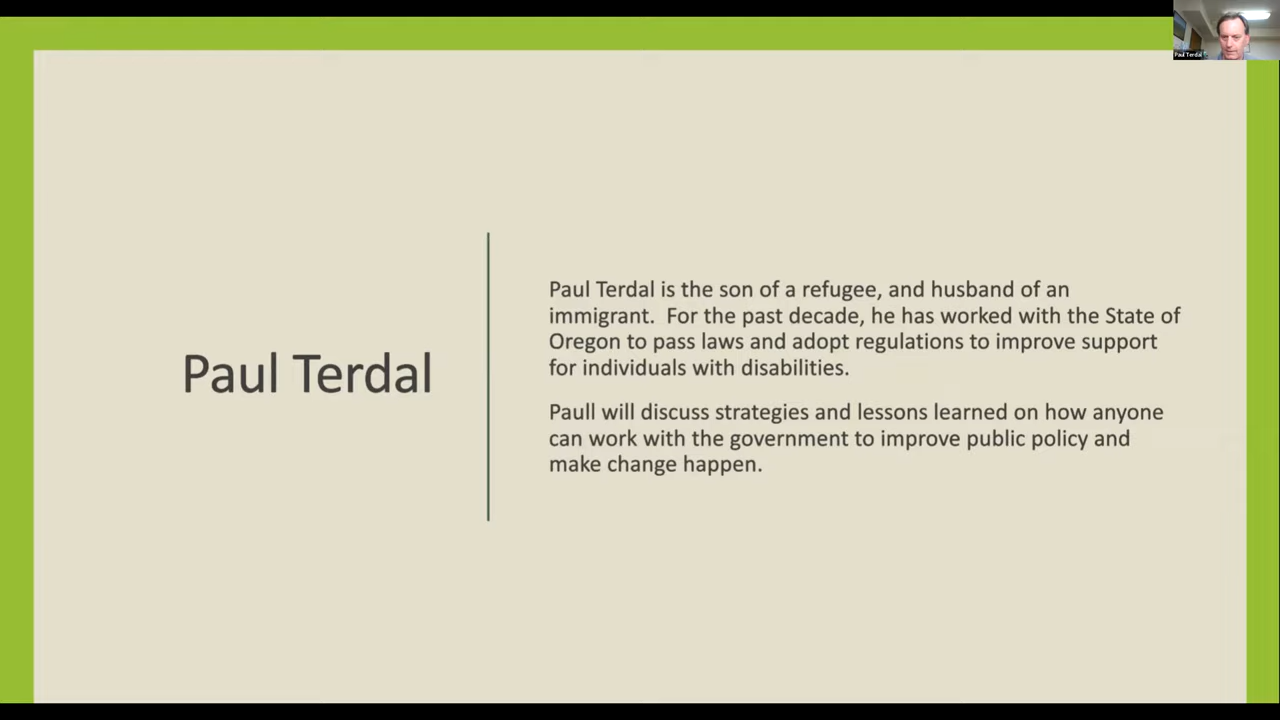 Paul Terdal
Paul Terdal
Paul Terdal is the son of a refugee, and husband of an
immigrant.  For the past decade, he has worked with the State of
Oregon to pass laws and adopt regulations to improve support
for individuals with disabilities.
Paull will discuss strategies and lessons learned on how anyone
can work with the government to improve public policy and
make change happen.